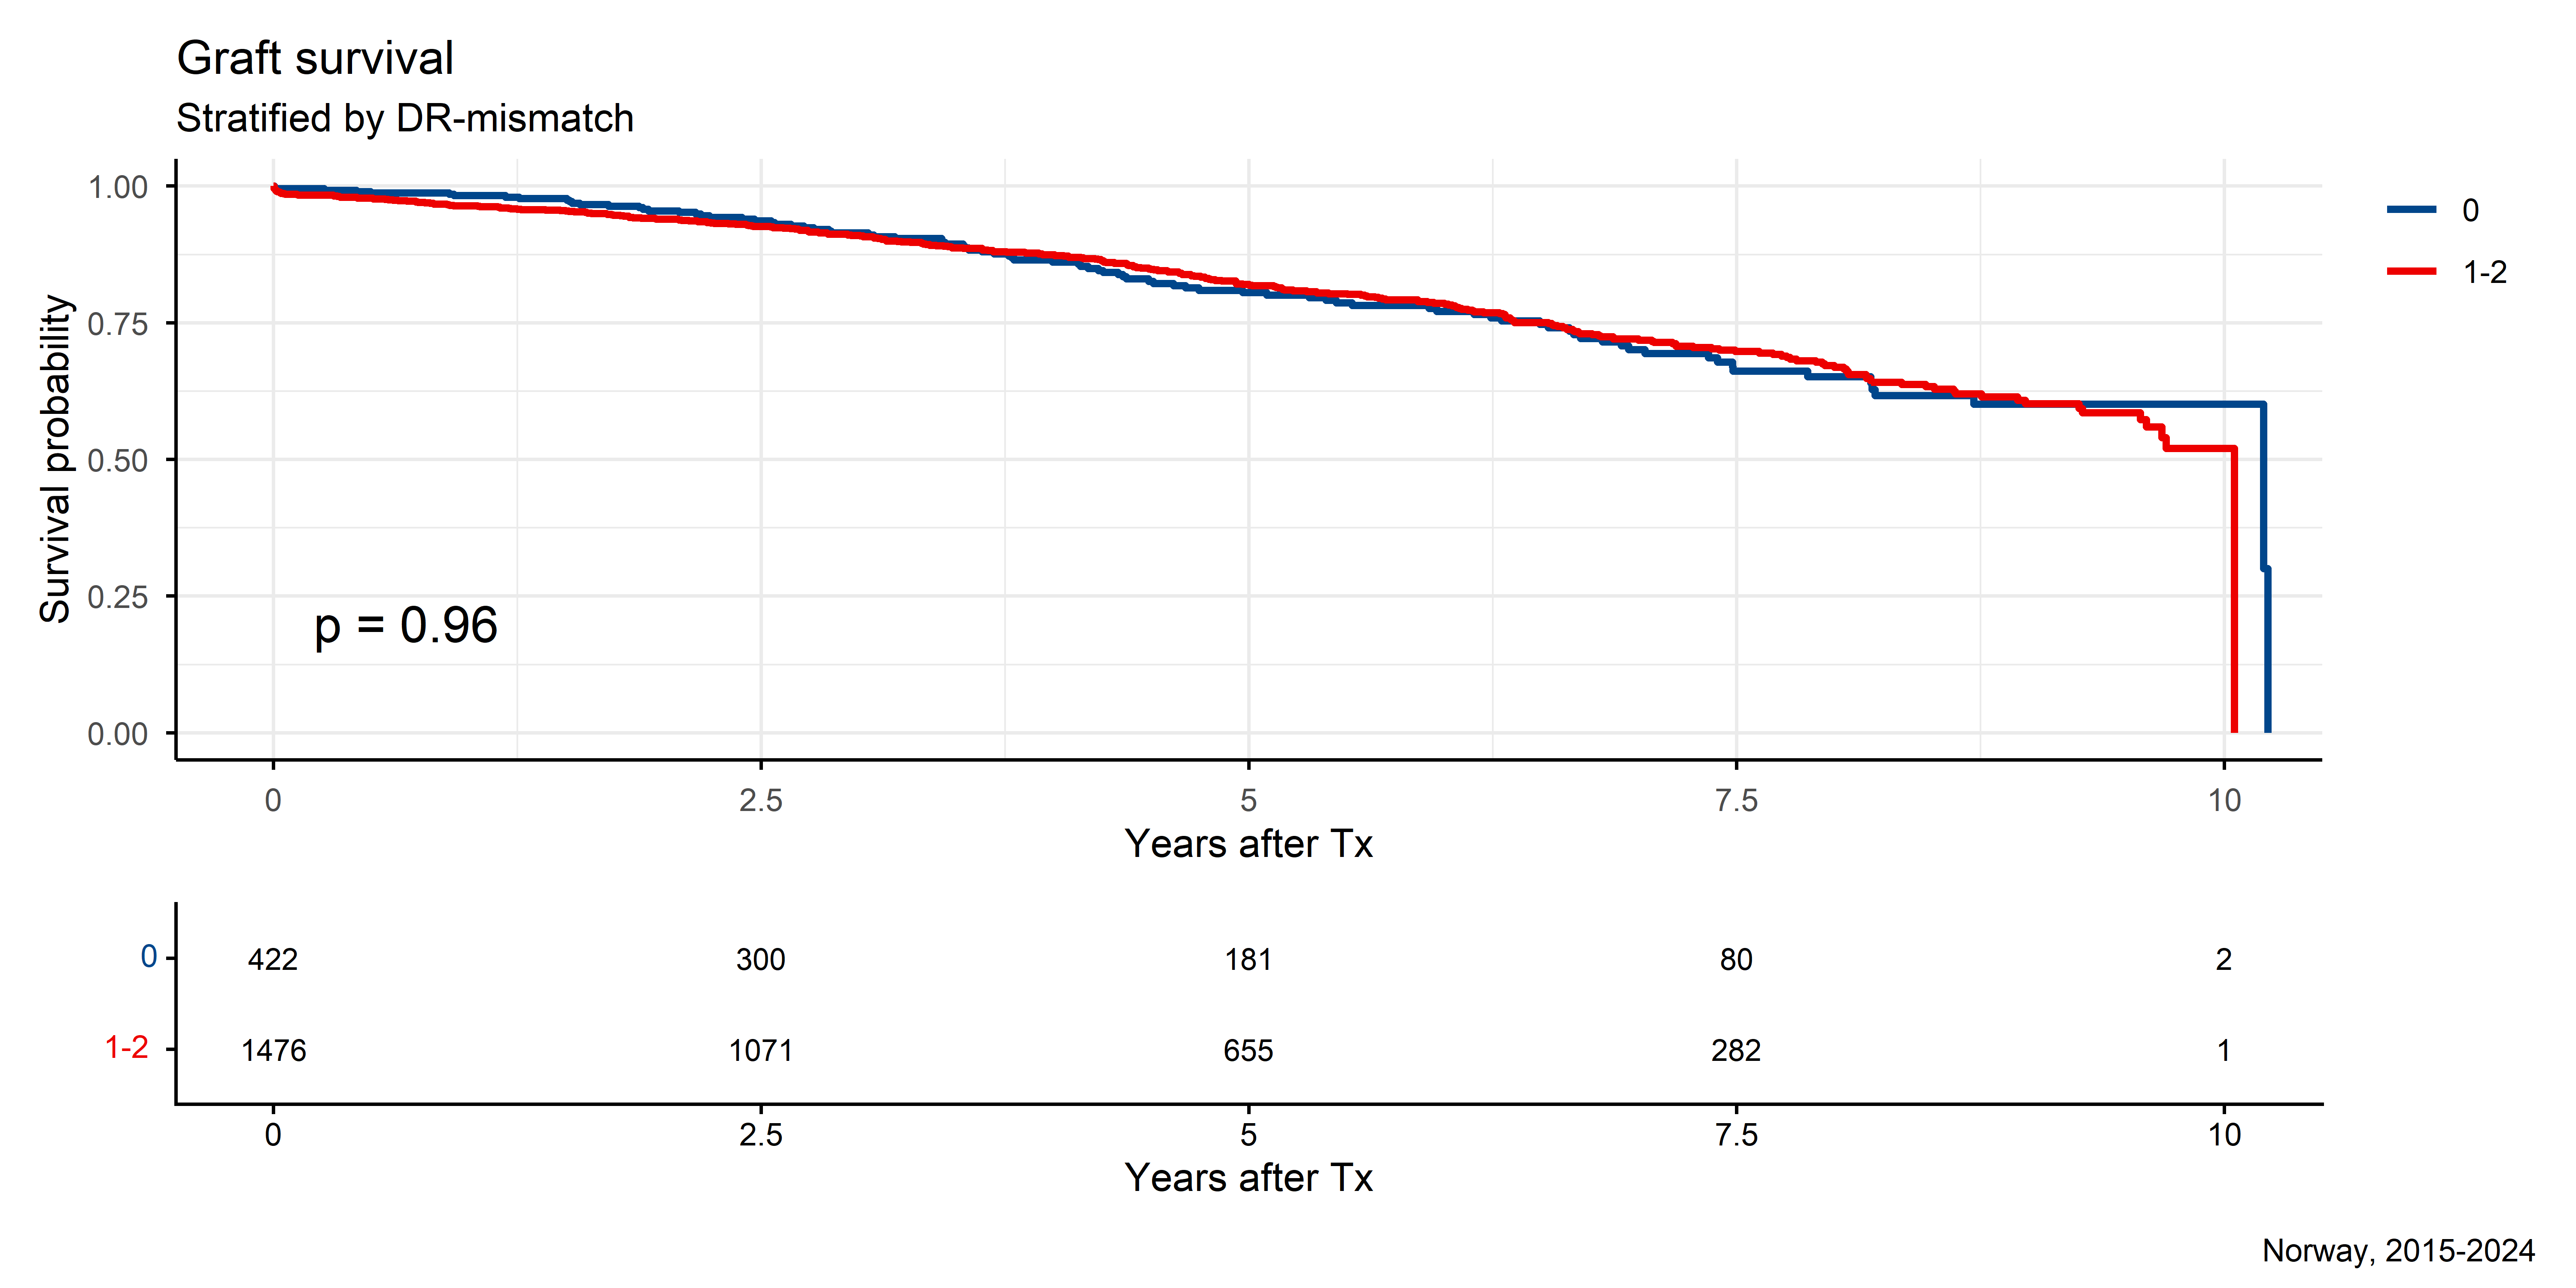 Graft survival
Stratified by DR-mismatch
1.00
0.75
0.50
0.25
0.00
Survival probability
p = 0.96
0
1-2
0 2.5 5 7.5 10
Years after Tx
0 422 300 181 80 2
1-2 1476 1071 655 282 1
0 2.5 5 7.5 10
Years after Tx
Norway, 2015-2024